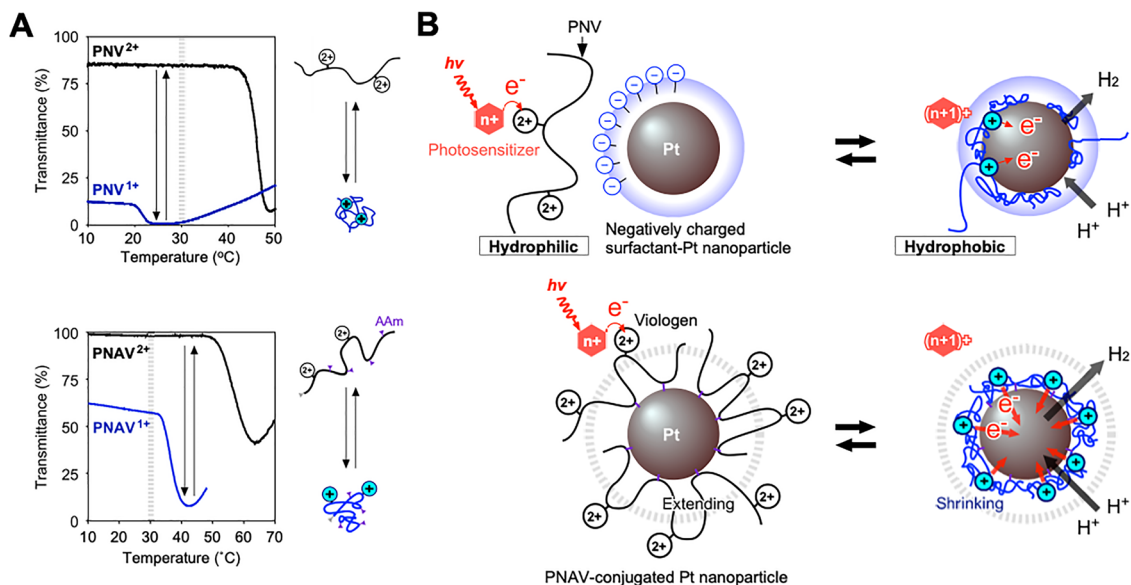 A
100
75
50
25
0
Transmittance (%)
PNV2+
PNV1+
10
20
30
40
50
Temperature (oC)
2+
2+
+
+
100
75
50
25
0
Transmittance (%)
PNAV2+
PNAV1+
10
20
30
40
50
60
70
Temperature (˚C)
AAm
2+
2+
+
+
B
PNV
hν
e-
n+
2+
Photosensitizer
2+
Hydrophilic
−
−
−
−
−
−
−
−
Pt
Negatively charged
surfactant-Pt nanoparticle
(n+1)+
H2
+
e-
+
e-
H+
H+
Hydrophobic
hν
e-
n+
Viologen
2+
2+
2+
2+
2+
2+
2+
2+
Pt
Extending
PNAV-conjugated Pt nanoparticle
(n+1)+
H2
+
+
+
+
+
+
+
e-
e-
Shrinking
H+
H+